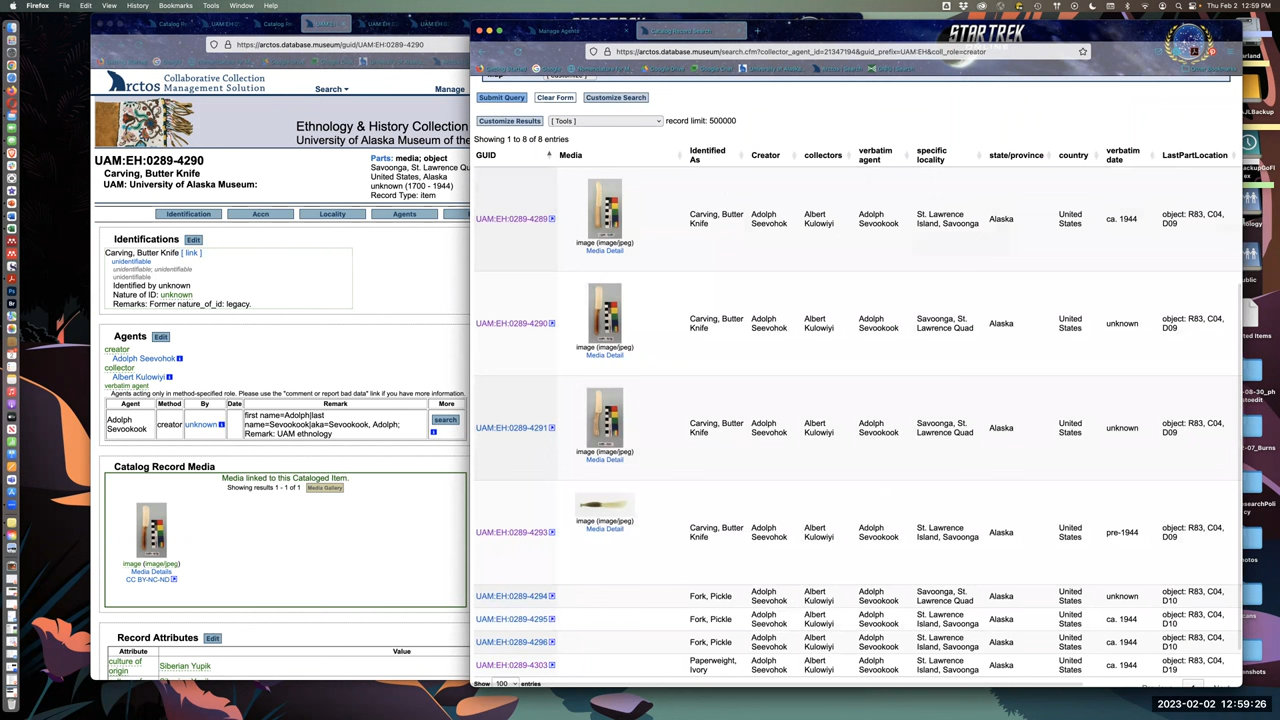 Firefox File Edit View History Bookmarks Tools Window Help
Thu Feb 2 12:59 PM
https://arctos.database.museum/guid/UAM:EH:0289-4290
Arctos
Collaborative Collection
Management Solution
Search
Manage
Ethnology & History Collection
University of Alaska Museum of the
UAM:EH:0289-4290
Carving, Butter Knife
UAM: University of Alaska Museum:
Parts: media; object
Savoonga, St. Lawrence
United States, Alaska
unknown (1700 - 1944)
Record Type: item
Identification Accn Locality Agents
Identifications Edit
Carving, Butter Knife [ link ]
unidentifiable
unidentifiable; unidentifiable
unidentifiable
Identified by unknown
Nature of ID: unknown
Remarks: Former nature_of_id: legacy.
Agents Edit
creator
Adolph Seevohok
collector
Albert Kulowiyi
verbatim agent
Agents acting only in method-specified role. Please use the "comment or report bad data" link if you have more information.
Agent Method By Date Remark More
Adolph Sevookook creator unknown first name=Adolph|last name=Sevookook|aka=Sevookook, Adolph; Remark: UAM ethnology search
Catalog Record Media
Media linked to this Cataloged Item.
Showing results 1 - 1 of 1 Media Gallery
image (image/jpeg)
Media Details
CC BY-NC-ND
Record Attributes Edit
Attribute Value
culture of origin Siberian Yupik
STAR TREK
Manage Agents
Catalog Record Search
https://arctos.database.museum/search.cfm?collector_agent_id=21347194&guid_prefix=UAM:EH&coll_role=creator
Submit Query Clear Form Customize Search
Customize Results [ Tools ] record limit: 500000
Showing 1 to 8 of 8 entries
GUID Media Identified As Creator collectors verbatim agent specific locality state/province country verbatim date LastPartLocation
UAM:EH:0289-4289 image (image/jpeg) Media Detail Carving, Butter Knife Adolph Seevohok Albert Kulowiyi Adolph Sevookook St. Lawrence Island, Savoonga Alaska United States ca. 1944 object: R83, C04, D09
UAM:EH:0289-4290 image (image/jpeg) Media Detail Carving, Butter Knife Adolph Seevohok Albert Kulowiyi Adolph Sevookook Savoonga, St. Lawrence Quad Alaska United States unknown object: R83, C04, D09
UAM:EH:0289-4291 image (image/jpeg) Media Detail Carving, Butter Knife Adolph Seevohok Albert Kulowiyi Adolph Sevookook Savoonga, St. Lawrence Quad Alaska United States unknown object: R83, C04, D09
UAM:EH:0289-4293 image (image/jpeg) Media Detail Carving, Butter Knife Adolph Seevohok Albert Kulowiyi Adolph Sevookook St. Lawrence Island, Savoonga Alaska United States pre-1944 object: R83, C04, D09
UAM:EH:0289-4294 Fork, Pickle Adolph Seevohok Albert Kulowiyi Adolph Sevookook Savoonga, St. Lawrence Quad Alaska United States unknown object: R83, C04, D10
UAM:EH:0289-4295 Fork, Pickle Adolph Seevohok Albert Kulowiyi Adolph Sevookook St. Lawrence Island, Savoonga Alaska United States ca. 1944 object: R83, C04, D10
UAM:EH:0289-4296 Fork, Pickle Adolph Seevohok Albert Kulowiyi Adolph Sevookook St. Lawrence Island, Savoonga Alaska United States ca. 1944 object: R83, C04, D10
UAM:EH:0289-4303 Paperweight, Ivory Adolph Seevohok Albert Kulowiyi Adolph Sevookook St. Lawrence Island, Savoonga Alaska United States ca. 1944 object: R83, C04, D19
Show 100 entries
2023-02-02 12:59:26